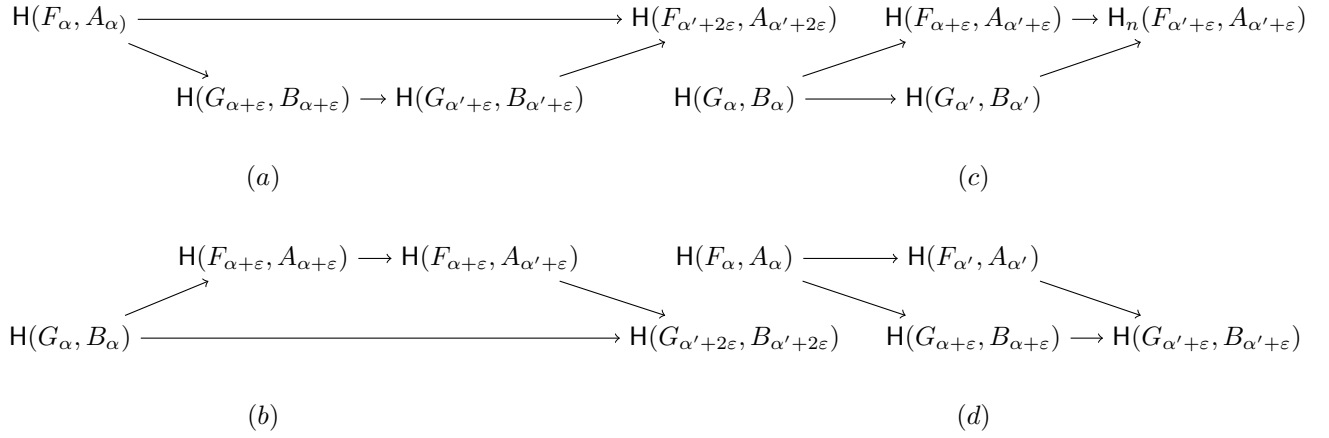 H(F_α, A_α) ⟶ H(F_{α′+2ε}, A_{α′+2ε})
H(G_{α+ε}, B_{α+ε}) ⟶ H(G_{α′+ε}, B_{α′+ε})
(a)
H(F_{α+ε}, A_{α′+ε}) ⟶ H_n(F_{α′+ε}, A_{α′+ε})
H(G_α, B_α) ⟶ H(G_{α′}, B_{α′})
(c)
H(F_{α+ε}, A_{α+ε}) ⟶ H(F_{α+ε}, A_{α′+ε})
H(G_α, B_α) ⟶ H(G_{α′+2ε}, B_{α′+2ε})
(b)
H(F_α, A_α) ⟶ H(F_{α′}, A_{α′})
H(G_{α+ε}, B_{α+ε}) ⟶ H(G_{α′+ε}, B_{α′+ε})
(d)